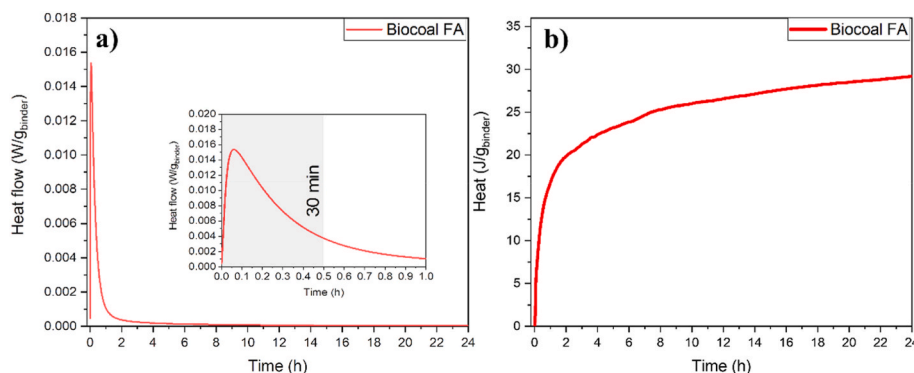 a)
Biocoal FA
Heat flow (W/g_binder)
0.018
0.016
0.014
0.012
0.010
0.008
0.006
0.004
0.002
0.000
0 2 4 6 8 10 12 14 16 18 20 22 24
Time (h)
Heat flow (W/g_binder)
0.020
0.018
0.016
0.014
0.012
0.010
0.008
0.006
0.004
0.002
0.000
30 min
0.0 0.1 0.2 0.3 0.4 0.5 0.6 0.7 0.8 0.9 1.0
Time (h)
b)
Biocoal FA
Heat (J/g_binder)
35
30
25
20
15
10
5
0
0 2 4 6 8 10 12 14 16 18 20 22 24
Time (h)